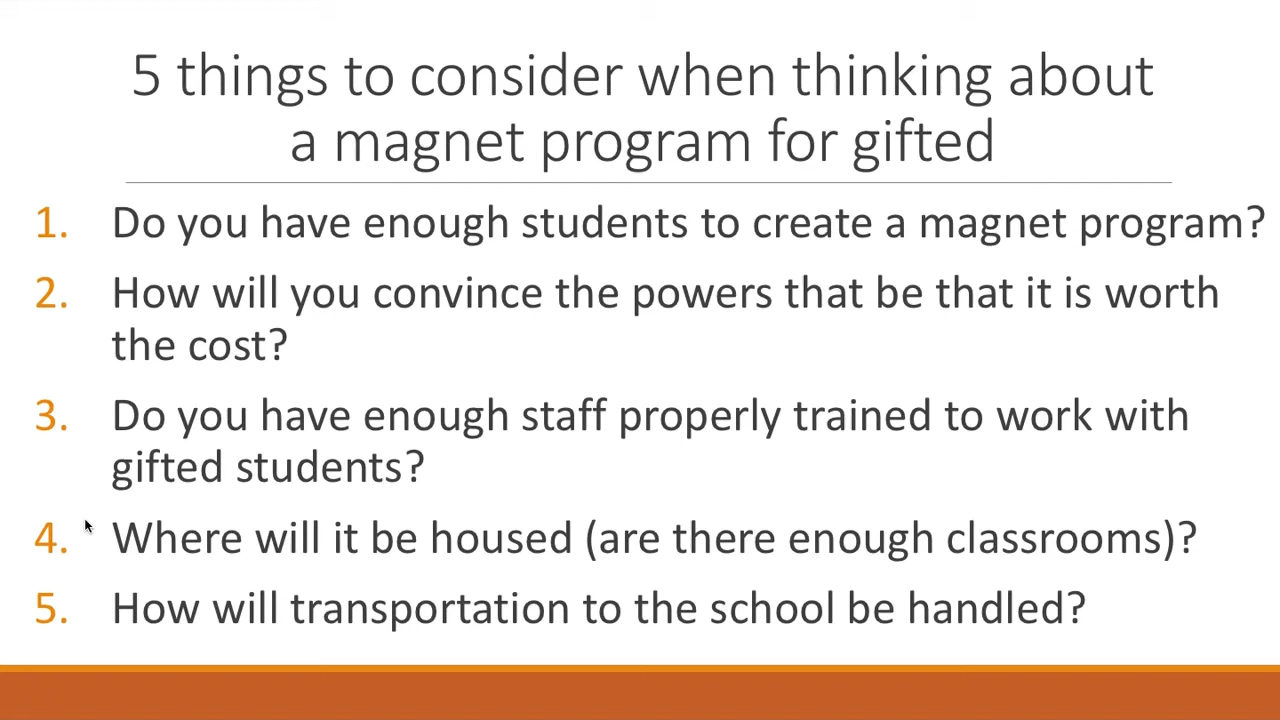 5 things to consider when thinking about
a magnet program for gifted
1. Do you have enough students to create a magnet program?
2. How will you convince the powers that be that it is worth
the cost?
3. Do you have enough staff properly trained to work with
gifted students?
4. Where will it be housed (are there enough classrooms)?
5. How will transportation to the school be handled?